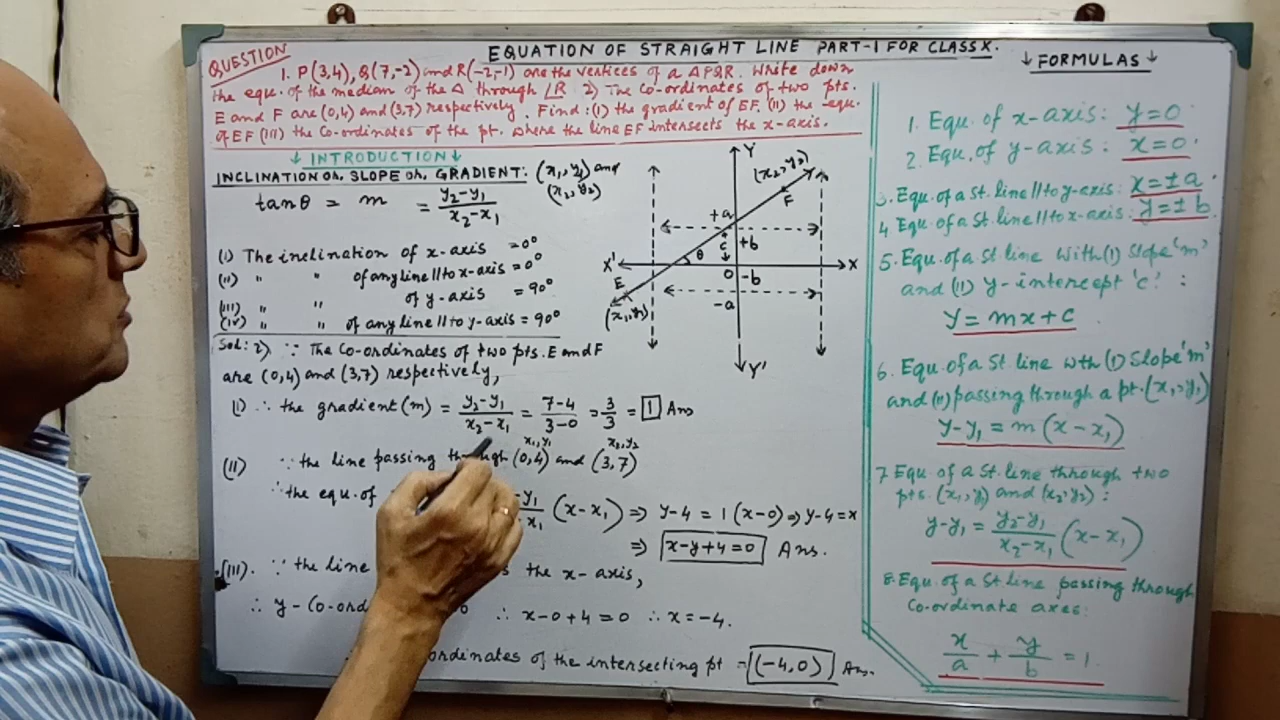 EQUATION OF STRAIGHT LINE PART-I FOR CLASS X.
QUESTION
1. P(3,4), Q(7,-2) and R(-2,-1) are the vertices of a Δ PQR. Write down
the equ. of the median of the Δ through ∠R. 2) The co-ordinates of two pts.
E and F are (0,4) and (3,7) respectively. Find: (I) the gradient of EF. (II) the equ.
of EF (III) the co-ordinates of the pt. where the line EF intersects the x-axis.
↓ INTRODUCTION ↓
INCLINATION Or, SLOPE Or, GRADIENT: (x₁, y₁) and
(x₂, y₂)
tanθ = m = y₂-y₁/x₂-x₁
(i) The inclination of x-axis = 0°
(ii) " " of any line // to x-axis = 0°
(iii) " " of y-axis = 90°
(iv) " " of any line // to y-axis = 90°
Y
(x₂, y₂)
F
+a
+b
c
θ
X'
X
O
-b
E
-a
(x₁, y₁)
Y'
Sol: 2) ∵ The co-ordinates of two pts. E and F
are (0,4) and (3,7) respectively,
(I) ∴ the gradient (m) = y₂-y₁/x₂-x₁ = 7-4/3-0 = 3/3 = 1 Ans
x₁, y₁ x₂, y₂
(II) ∵ the line passing through (0,4) and (3,7)
∴ the equ. of -y₁/x₁ (x-x₁) ⇒ y-4 = 1(x-0) ⇒ y-4 = x
⇒ x-y+4=0 Ans.
(III). ∵ the line the x-axis,
∴ y-co-ord ∴ x-0+4=0 ∴ x=-4.
ordinates of the intersecting pt = (-4,0) Ans.
↓ FORMULAS ↓
1. Equ. of x-axis: y=0
2. Equ. of y-axis: x=0.
3. Equ. of a St. line // to y-axis: x=±a
4. Equ. of a St. line // to x-axis: y=±b
5. Equ. of a St. line with (I) Slope 'm'
and (II) y-intercept 'c' :
y=mx+c
6. Equ. of a St line wth (I) Slope 'm'
and (II) passing through a pt. (x₁, y₁)
y-y₁ = m(x-x₁)
7 Equ of a St. line through two
pts. (x₁, y₁) and (x₂, y₂):
y-y₁ = y₂-y₁/x₂-x₁ (x-x₁)
8. Equ. of a St line passing through
co-ordinate axes:
x/a + y/b = 1.